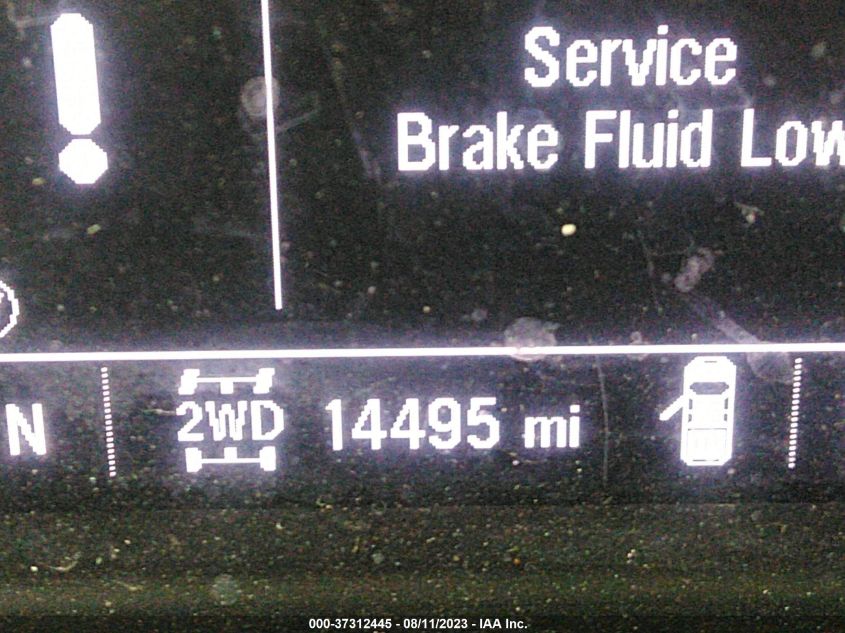 Service
Brake Fluid Low
N
2WD
14495 mi
000-37312445 - 08/11/2023 - IAA Inc.